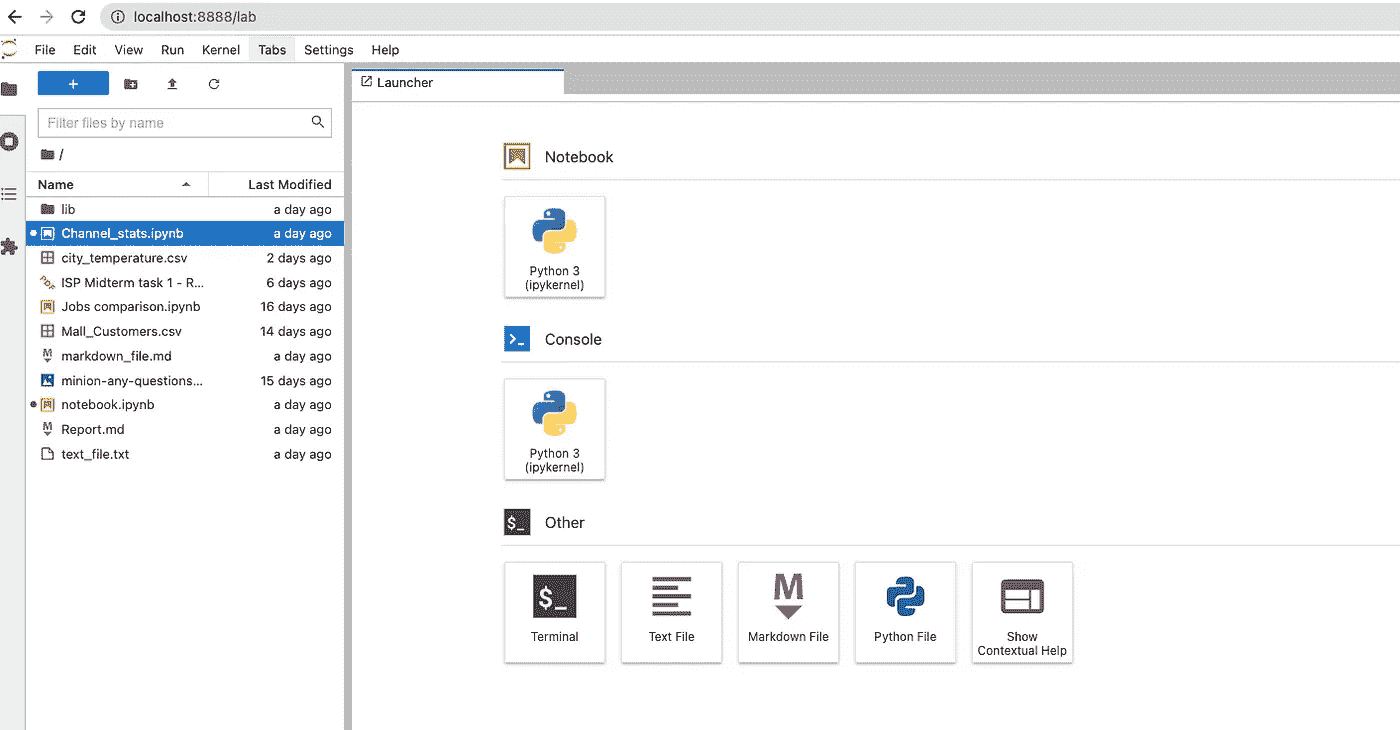 localhost:8888/lab
File Edit View Run Kernel Tabs Settings Help
+
Filter files by name
/
Name Last Modified
lib a day ago
Channel_stats.ipynb a day ago
city_temperature.csv 2 days ago
ISP Midterm task 1 - R... 6 days ago
Jobs comparison.ipynb 16 days ago
Mall_Customers.csv 14 days ago
markdown_file.md a day ago
minion-any-questions... 15 days ago
notebook.ipynb a day ago
Report.md a day ago
text_file.txt a day ago
Launcher
Notebook
Python 3
(ipykernel)
Console
Python 3
(ipykernel)
$_ Other
$_
Terminal
Text File
M
Markdown File
Python File
Show
Contextual Help